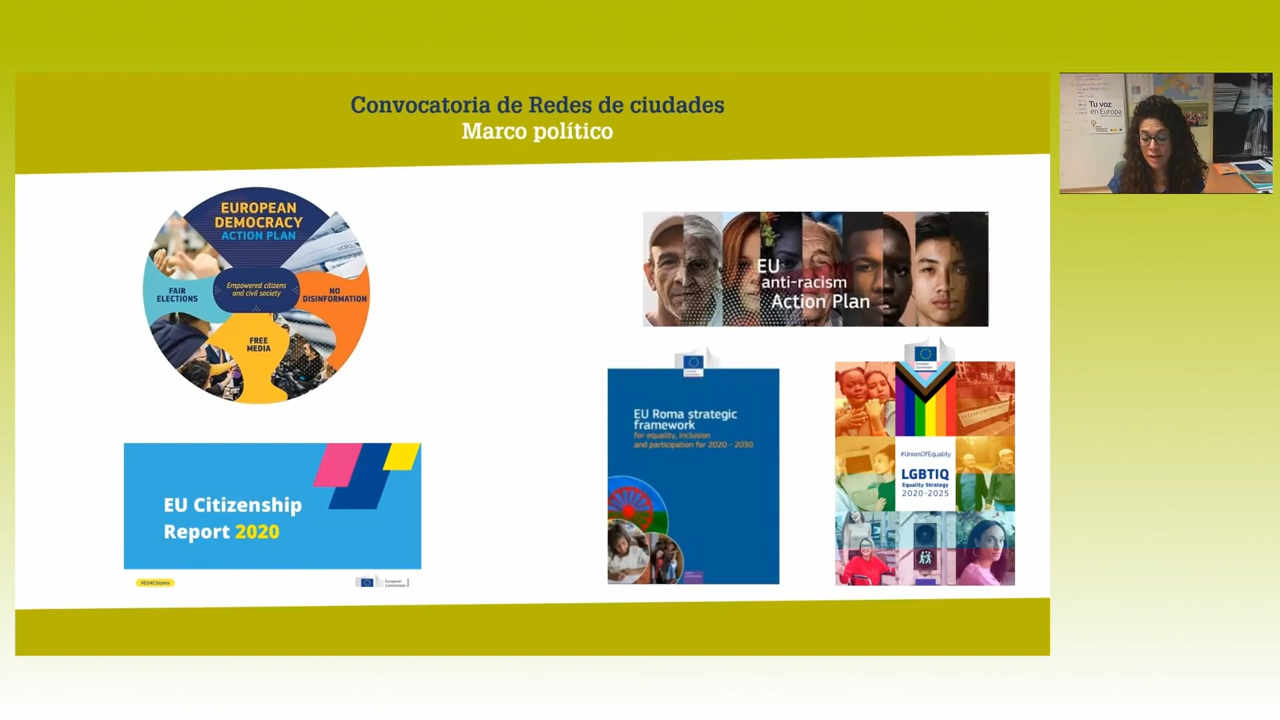 Convocatoria de Redes de ciudades
Marco político
EUROPEAN
DEMOCRACY
ACTION PLAN
FAIR
ELECTIONS
Empowered citizens
and civil society
NO
DISINFORMATION
FREE
MEDIA
EU Citizenship
Report 2020
#EU4Citizens
European
Commission
EU
anti-racism
Action Plan
EU Roma strategic
framework
for equality, inclusion
and participation for 2020 - 2030
#UnionOfEquality
LGBTIQ
Equality Strategy
2020-2025
Tu voz
en Europa